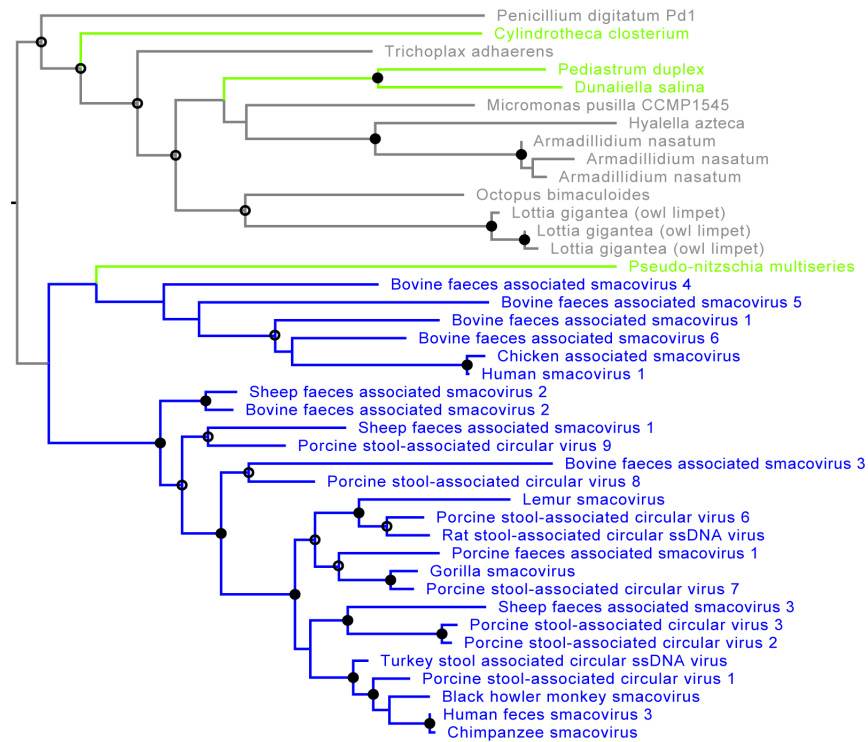 Penicillium digitatum Pd1
Cylindrotheca closterium
Trichoplax adhaerens
Pediastrum duplex
Dunaliella salina
Micromonas pusilla CCMP1545
Hyalella azteca
Armadillidium nasatum
Armadillidium nasatum
Armadillidium nasatum
Octopus bimaculoides
Lottia gigantea (owl limpet)
Lottia gigantea (owl limpet)
Lottia gigantea (owl limpet)
Pseudo-nitzschia multiseries
Bovine faeces associated smacovirus 4
Bovine faeces associated smacovirus 5
Bovine faeces associated smacovirus 1
Bovine faeces associated smacovirus 6
Chicken associated smacovirus
Human smacovirus 1
Sheep faeces associated smacovirus 2
Bovine faeces associated smacovirus 2
Sheep faeces associated smacovirus 1
Porcine stool-associated circular virus 9
Bovine faeces associated smacovirus 3
Porcine stool-associated circular virus 8
Lemur smacovirus
Porcine stool-associated circular virus 6
Rat stool-associated circular ssDNA virus
Porcine faeces associated smacovirus 1
Gorilla smacovirus
Porcine stool-associated circular virus 7
Sheep faeces associated smacovirus 3
Porcine stool-associated circular virus 3
Porcine stool-associated circular virus 2
Turkey stool associated circular ssDNA virus
Porcine stool-associated circular virus 1
Black howler monkey smacovirus
Human feces smacovirus 3
Chimpanzee smacovirus